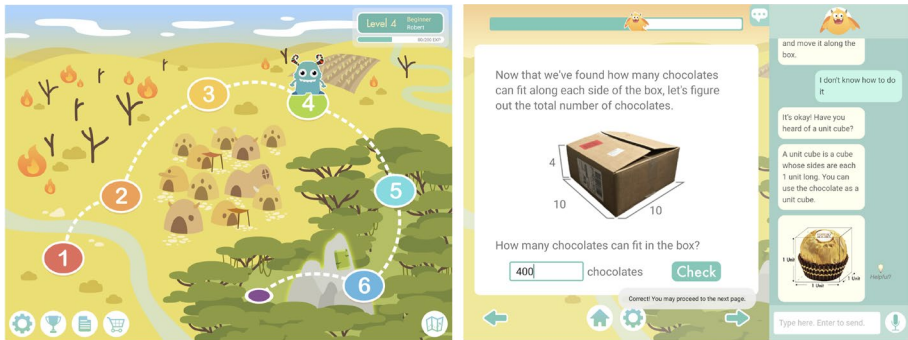 Level 4
Beginner
Robert
1
2
3
4
5
6
Now that we've found how many chocolates
can fit along each side of the box, let's figure
out the total number of chocolates.
4
10
10
How many chocolates can fit in the box?
400
chocolates
Check
Correct! You may proceed to the next page.
and move it along the
box.
I don't know how to do
it
It's okay! Have you
heard of a unit cube?
A unit cube is a cube
whose sides are each
1 unit long. You can
use the chocolate as a
unit cube.
1 Unit
1 Unit
1 Unit
Helpful?
Type here. Enter to send.